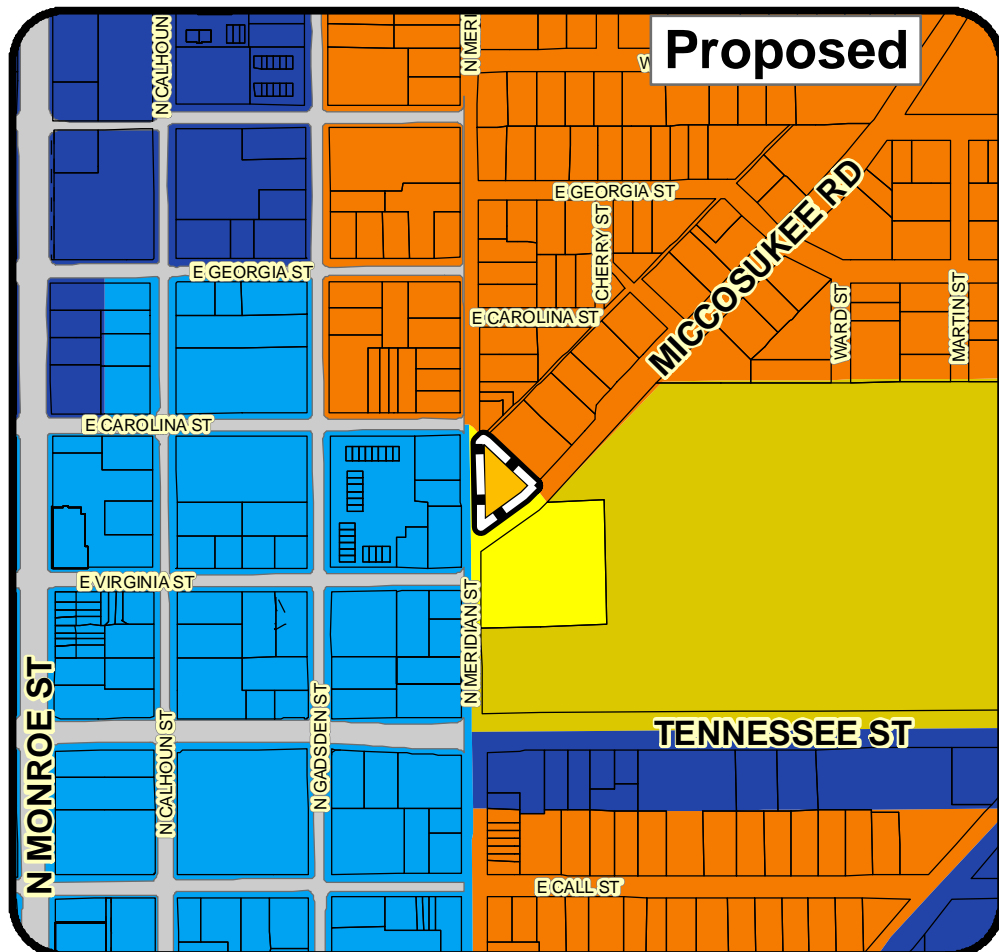 Proposed
N CALHOUN
N MERI
W
E GEORGIA ST
CHERRY ST
MICCOSUKEE RD
E GEORGIA ST
E CAROLINA ST
WARD ST
MARTIN ST
E CAROLINA ST
E VIRGINIA ST
N MERIDIAN ST
N MONROE ST
N CALHOUN ST
N GADSDEN ST
TENNESSEE ST
E CALL ST